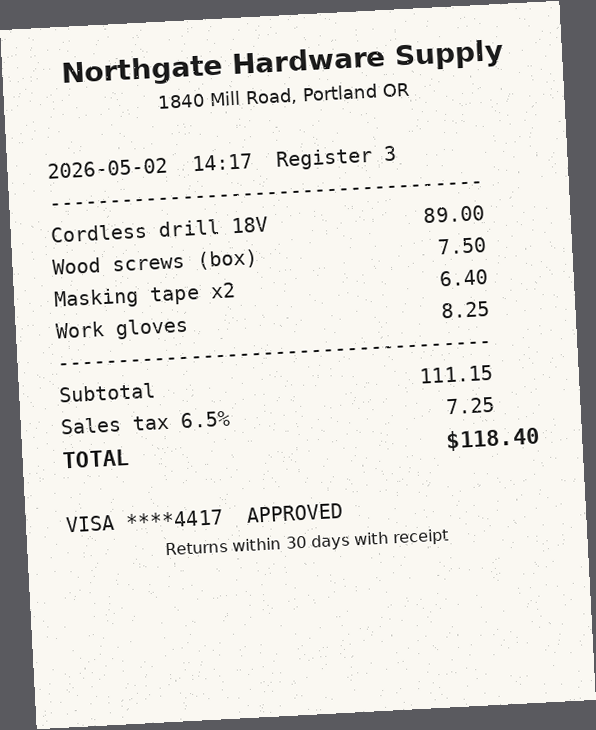 Northgate Hardware Supply
1840 Mill Road, Portland OR
2026-05-02  14:17  Register 3
------------------------------------
Cordless drill 18V 89.00
Wood screws (box) 7.50
Masking tape x2 6.40
Work gloves 8.25
------------------------------------
Subtotal 111.15
Sales tax 6.5% 7.25
TOTAL $118.40
VISA ****4417  APPROVED
Returns within 30 days with receipt